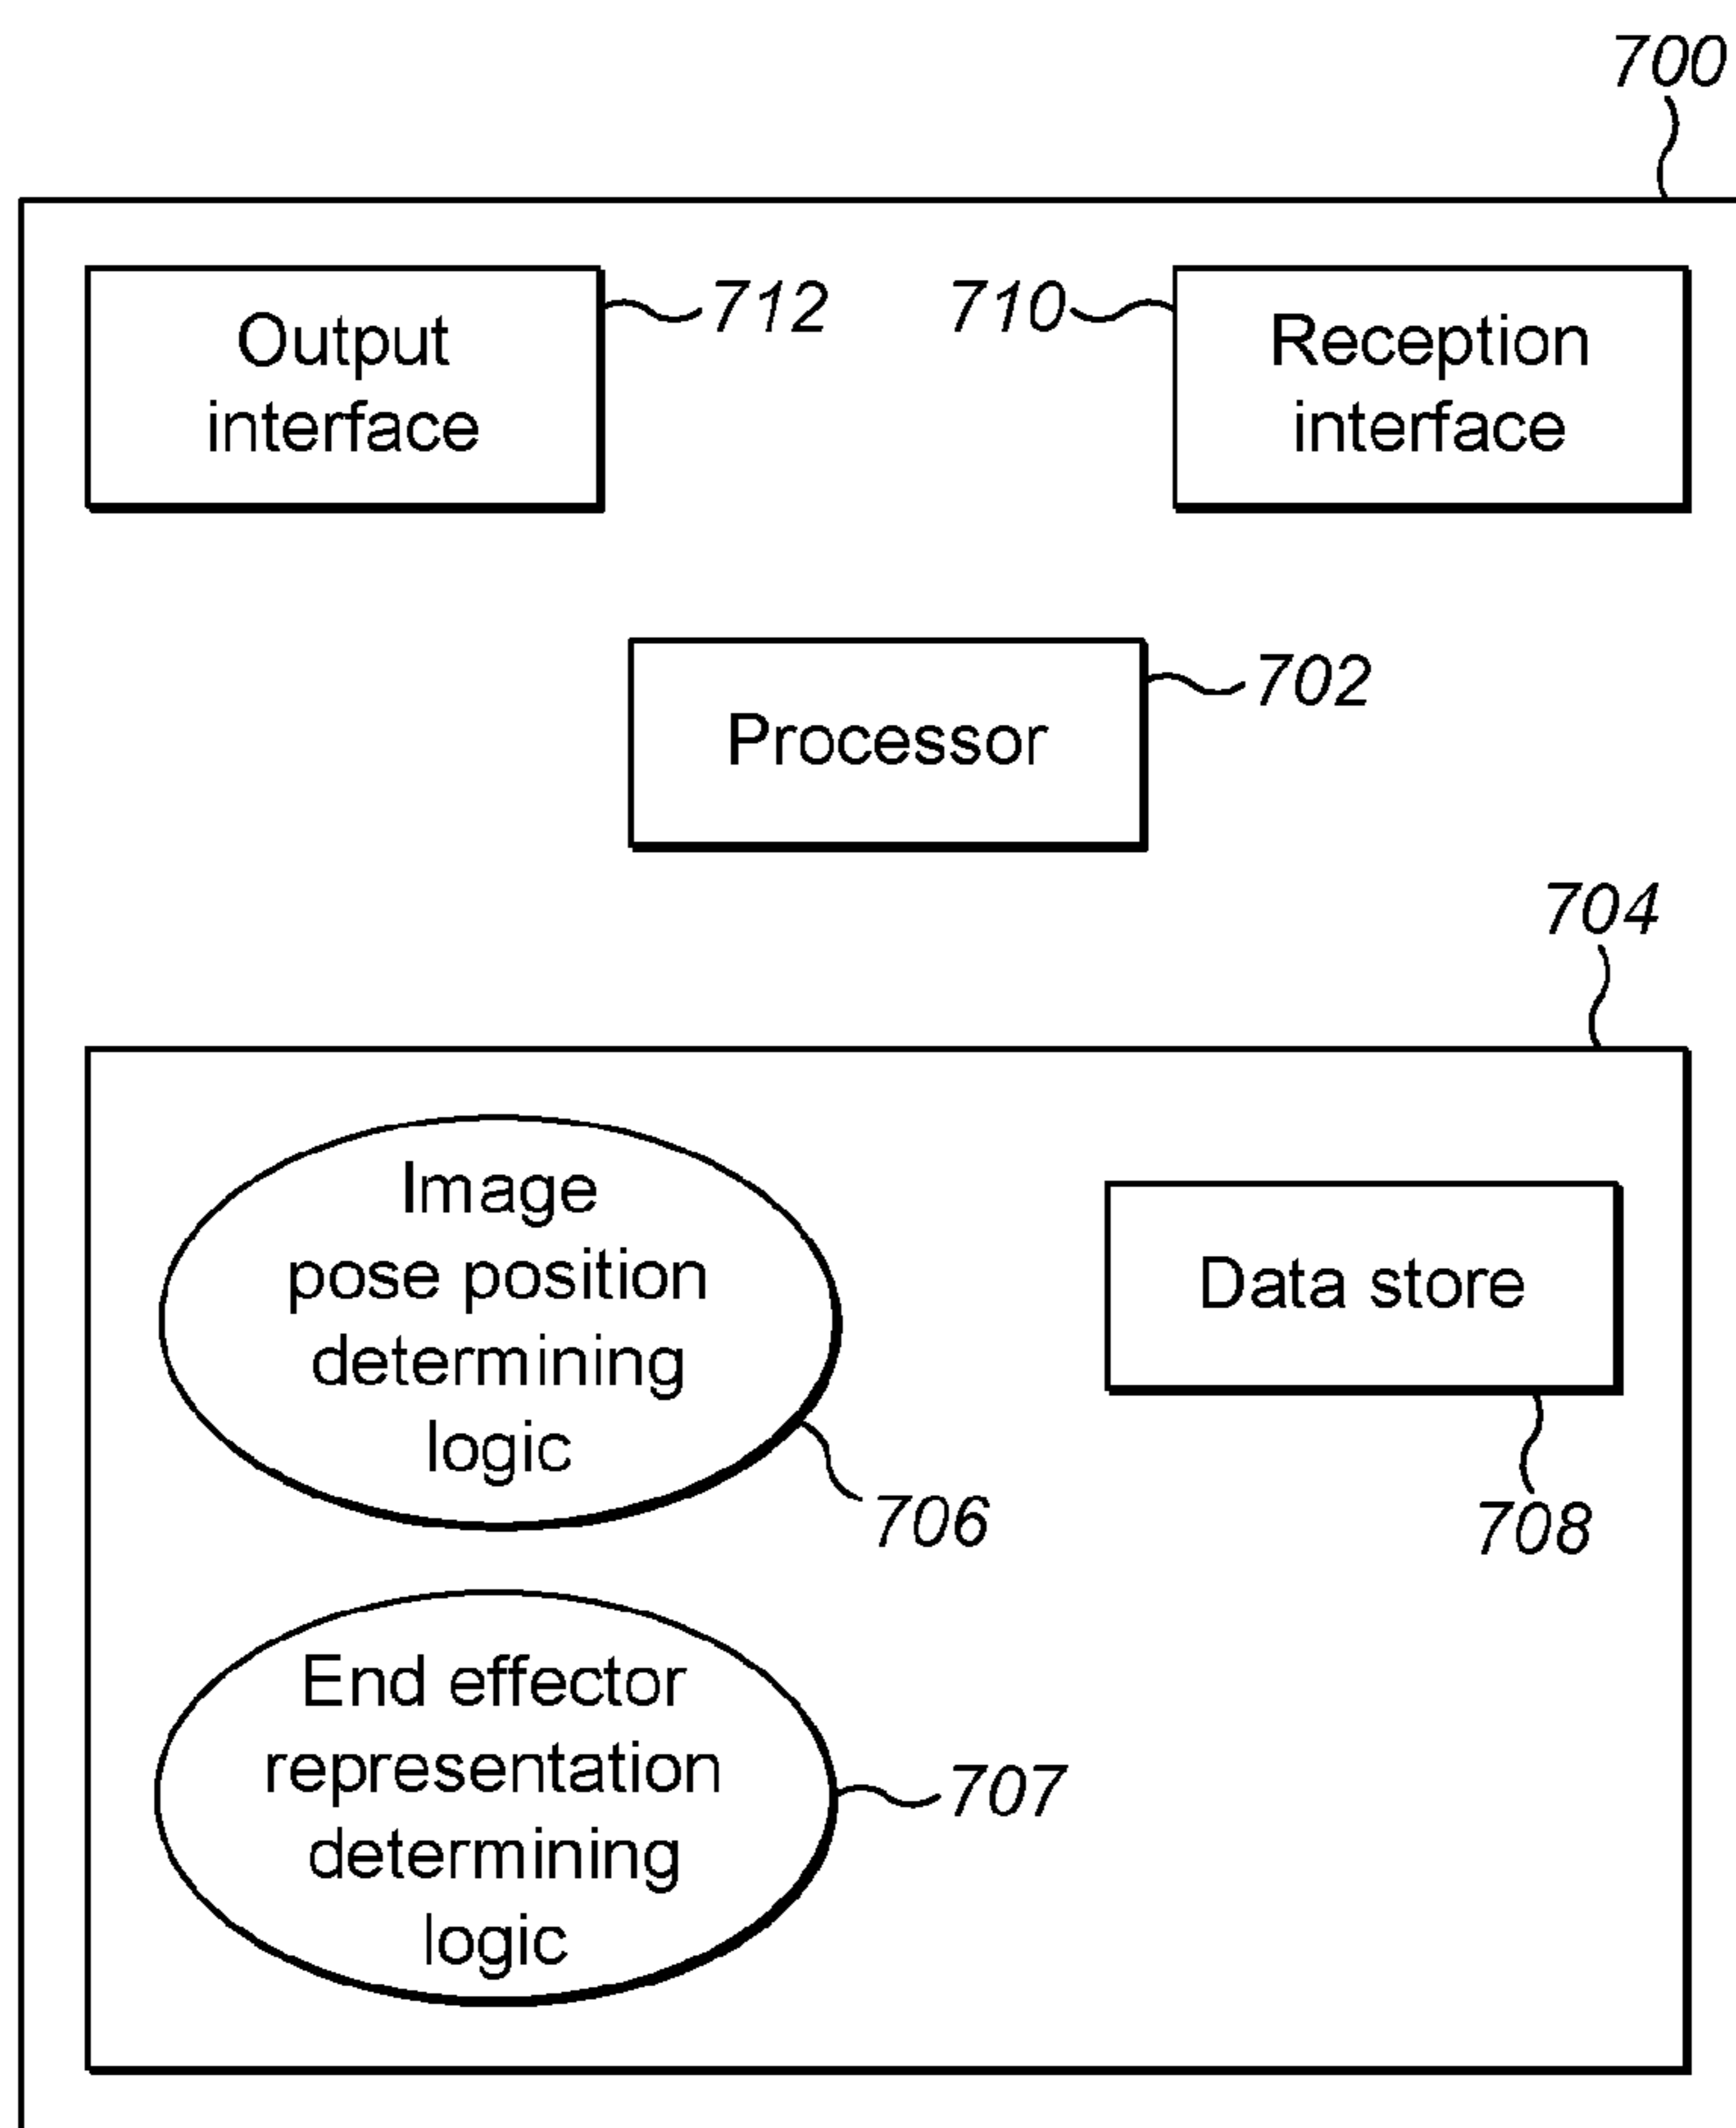 700
Output
interface
712
710
Reception
interface
Processor
702
704
Image
pose position
determining
logic
706
Data store
708
End effector
representation
determining
logic
707